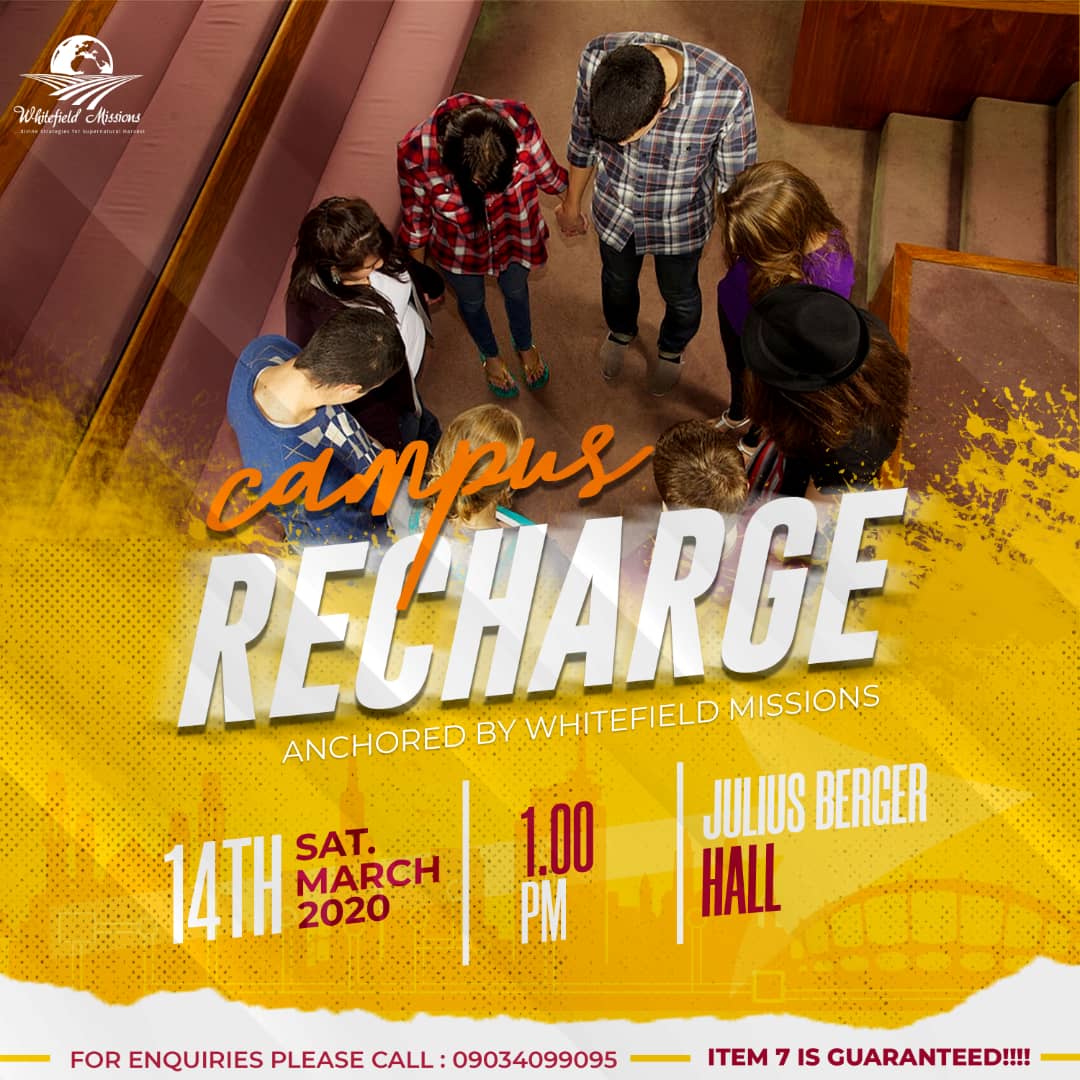 Whitefield Missions
campus
RECHARGE
ANCHORED BY WHITEFIELD MISSIONS
14TH
SAT.
MARCH
2020
1.00
PM
JULIUS BERGER
HALL
FOR ENQUIRIES PLEASE CALL : 09034099095
ITEM 7 IS GUARANTEED!!!!